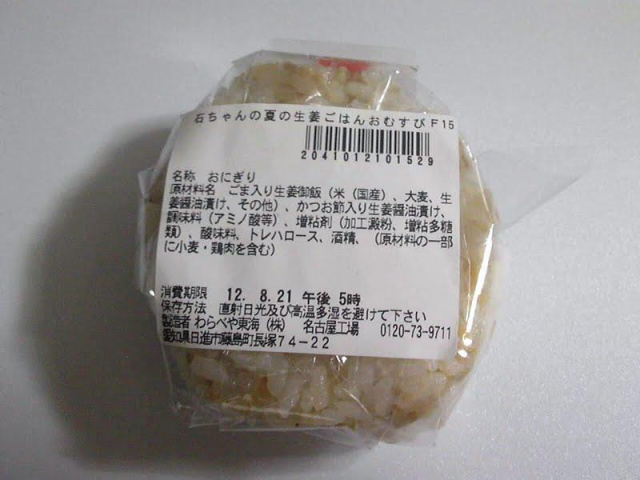 石ちゃんの夏の生姜ごはんおむすびF15
2041012101529
名称 おにぎり
原材料名 ごま入り生姜御飯（米（国産）、大麦、生
姜醤油漬け、その他）、かつお節入り生姜醤油漬け、
調味料（アミノ酸等）、増粘剤（加工澱粉、増粘多糖
類）、酸味料、トレハロース、酒精、（原材料の一部
に小麦・鶏肉を含む）
消費期限 12. 8.21 午後 5時
保存方法 直射日光及び高温多湿を避けて下さい
製造者 わらべや東海（株） 名古屋工場 0120-73-9711
愛知県日進市藤島町長塚74-22